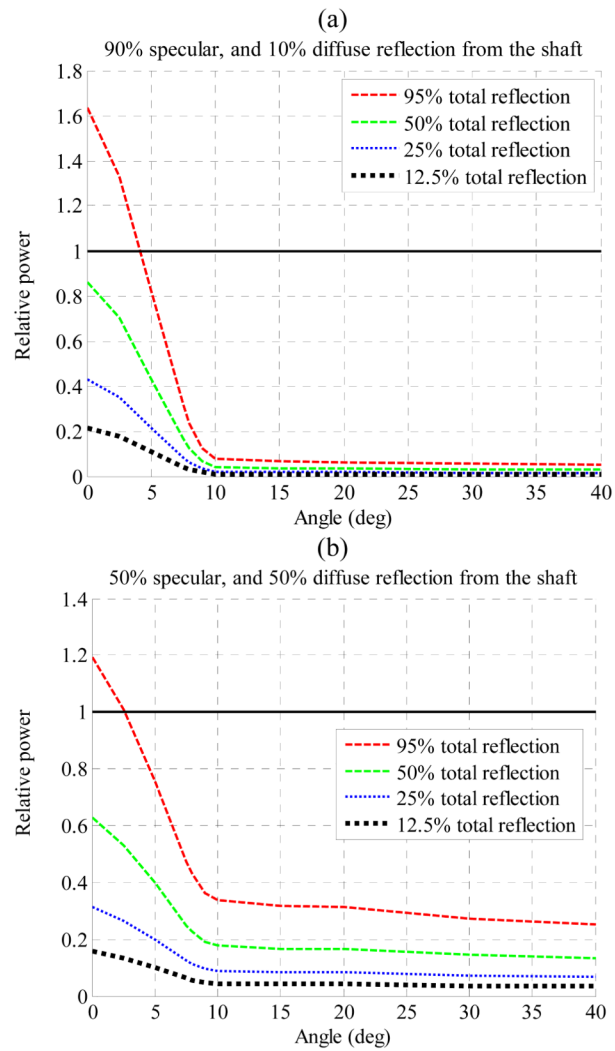 (a)
90% specular, and 10% diffuse reflection from the shaft
1.8
1.6
1.4
1.2
1
0.8
0.6
0.4
0.2
0
Relative power
95% total reflection
50% total reflection
25% total reflection
12.5% total reflection
0 5 10 15 20 25 30 35 40
Angle (deg)
(b)
50% specular, and 50% diffuse reflection from the shaft
1.4
1.2
1
0.8
0.6
0.4
0.2
0
Relative power
95% total reflection
50% total reflection
25% total reflection
12.5% total reflection
0 5 10 15 20 25 30 35 40
Angle (deg)